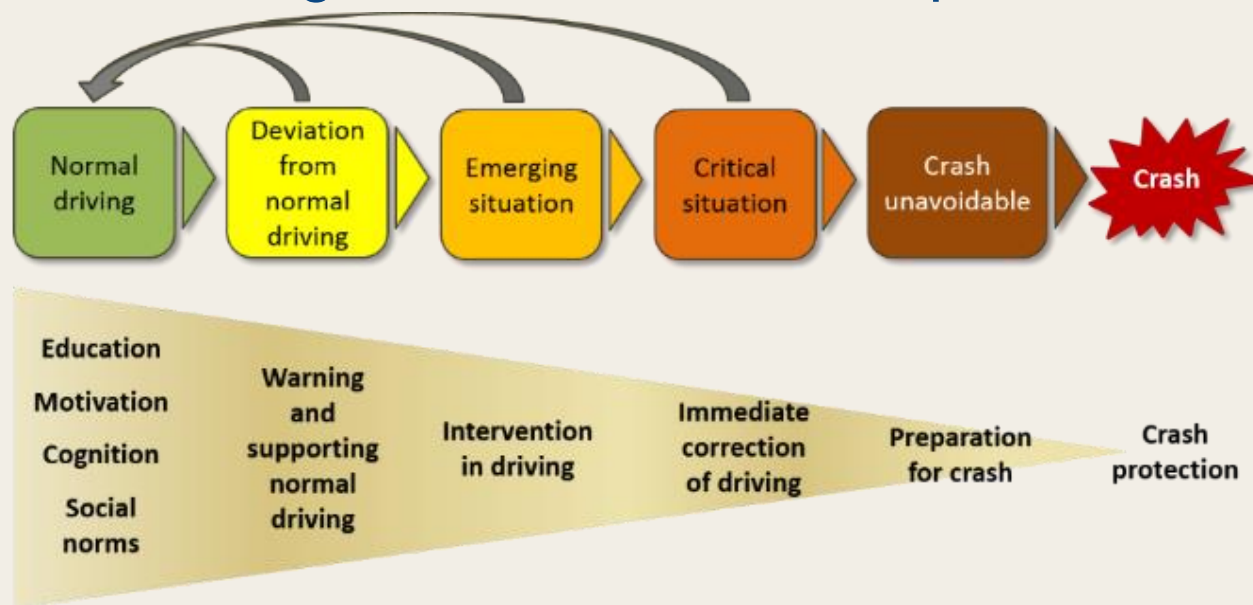 Normal
driving
Deviation
from
normal
driving
Emerging
situation
Critical
situation
Crash
unavoidable
Crash
Education
Motivation
Cognition
Social
norms
Warning
and
supporting
normal
driving
Intervention
in driving
Immediate
correction
of driving
Preparation
for crash
Crash
protection